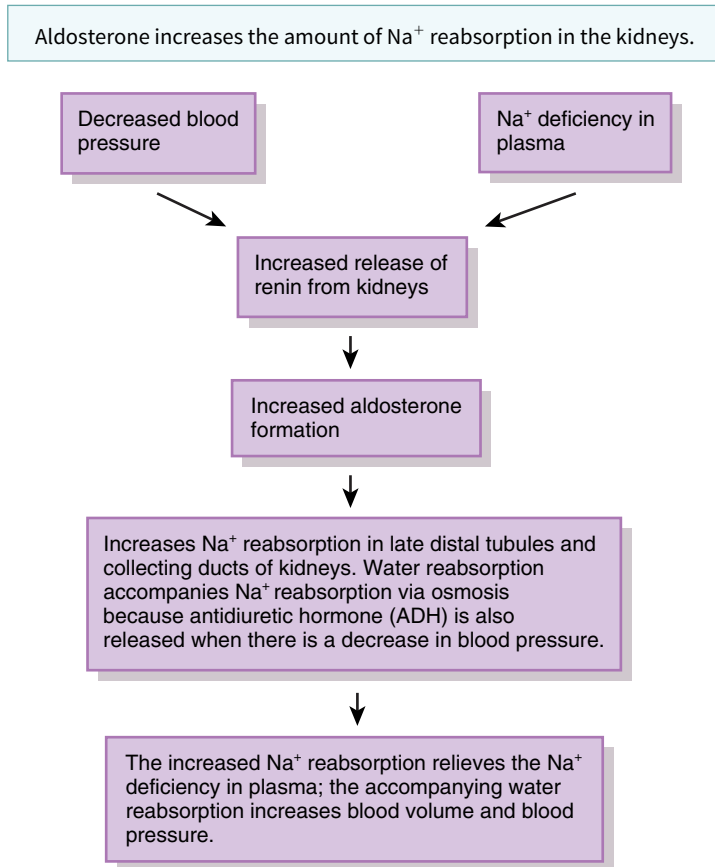 Aldosterone increases the amount of Na⁺ reabsorption in the kidneys.
Decreased blood
pressure
Na⁺ deficiency in
plasma
Increased release of
renin from kidneys
Increased aldosterone
formation
Increases Na⁺ reabsorption in late distal tubules and
collecting ducts of kidneys. Water reabsorption
accompanies Na⁺ reabsorption via osmosis
because antidiuretic hormone (ADH) is also
released when there is a decrease in blood pressure.
The increased Na⁺ reabsorption relieves the Na⁺
deficiency in plasma; the accompanying water
reabsorption increases blood volume and blood
pressure.